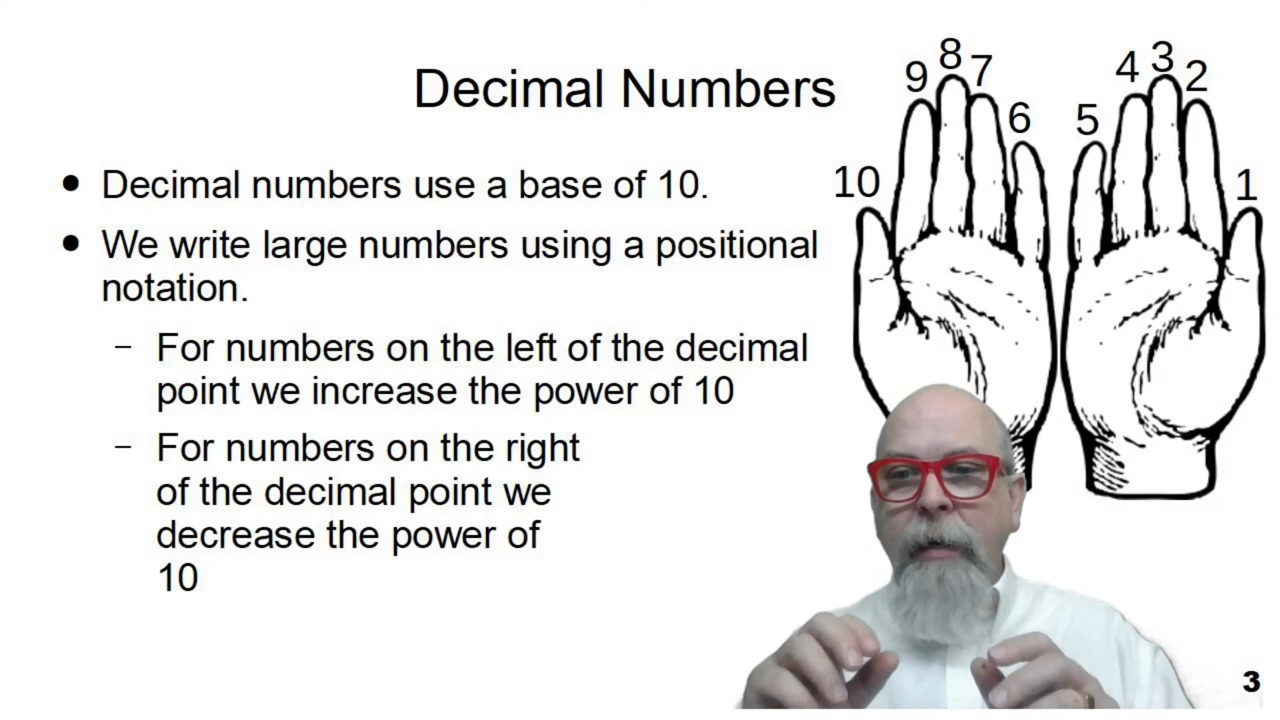 Decimal Numbers
● Decimal numbers use a base of 10.
● We write large numbers using a positional
notation.
– For numbers on the left of the decimal
point we increase the power of 10
– For numbers on the right
of the decimal point we
decrease the power of
10
10 9 8 7 6 5 4 3 2 1
3